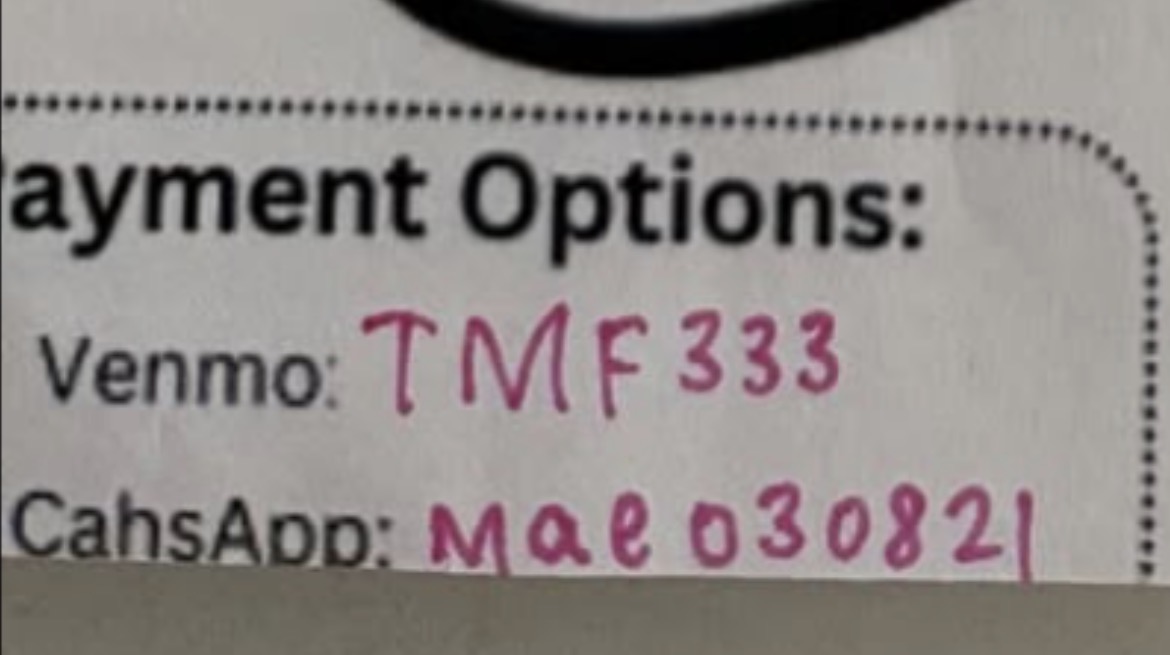 ayment Options:
Venmo: TMF333
CahsApp: Mae030821